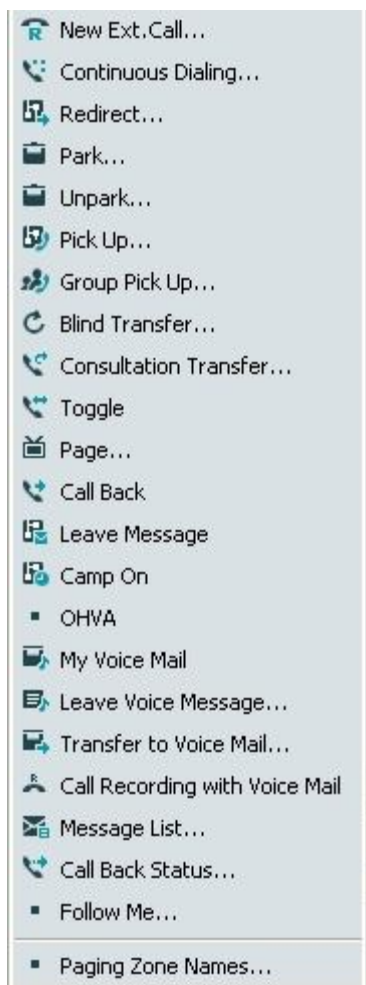 New Ext.Call...
Continuous Dialing...
Redirect...
Park...
Unpark...
Pick Up...
Group Pick Up...
Blind Transfer...
Consultation Transfer...
Toggle
Page...
Call Back
Leave Message
Camp On
OHVA
My Voice Mail
Leave Voice Message...
Transfer to Voice Mail...
Call Recording with Voice Mail
Message List...
Call Back Status...
Follow Me...
Paging Zone Names...